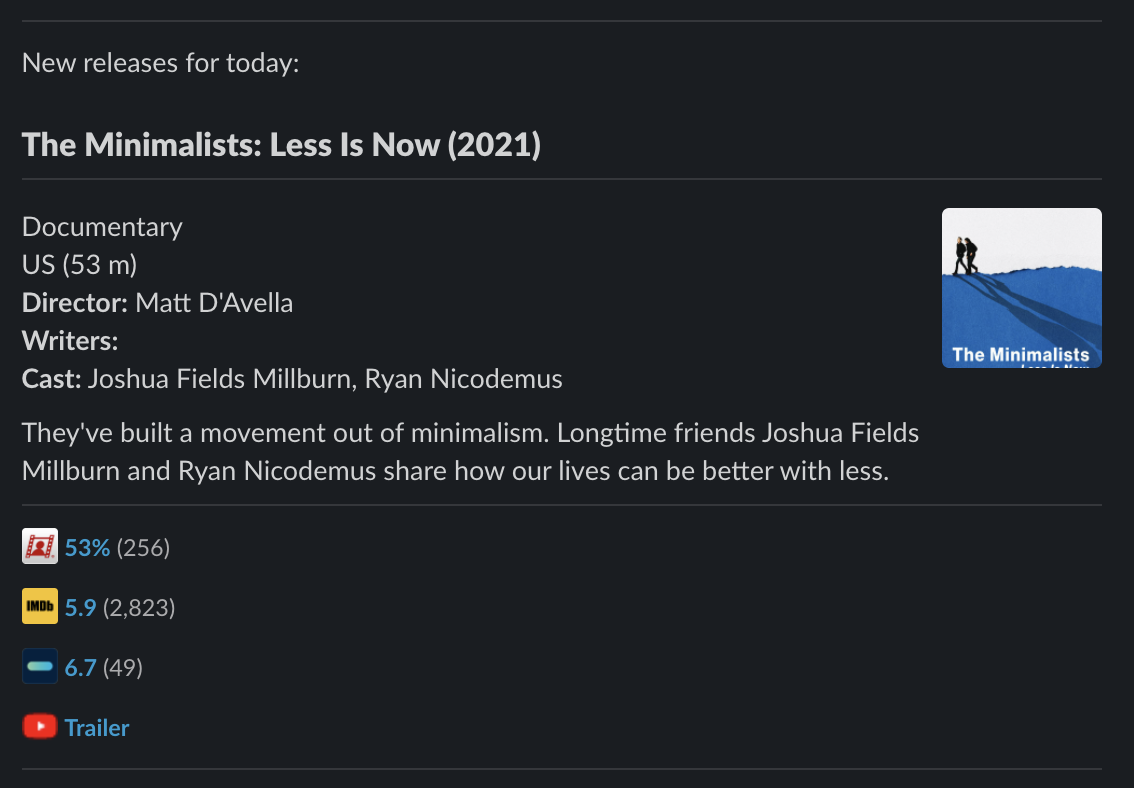 New releases for today:
The Minimalists: Less Is Now (2021)
Documentary
US (53 m)
Director: Matt D'Avella
Writers:
Cast: Joshua Fields Millburn, Ryan Nicodemus
The Minimalists
Less Is Now
They've built a movement out of minimalism. Longtime friends Joshua Fields
Millburn and Ryan Nicodemus share how our lives can be better with less.
53% (256)
IMDb 5.9 (2,823)
6.7 (49)
Trailer